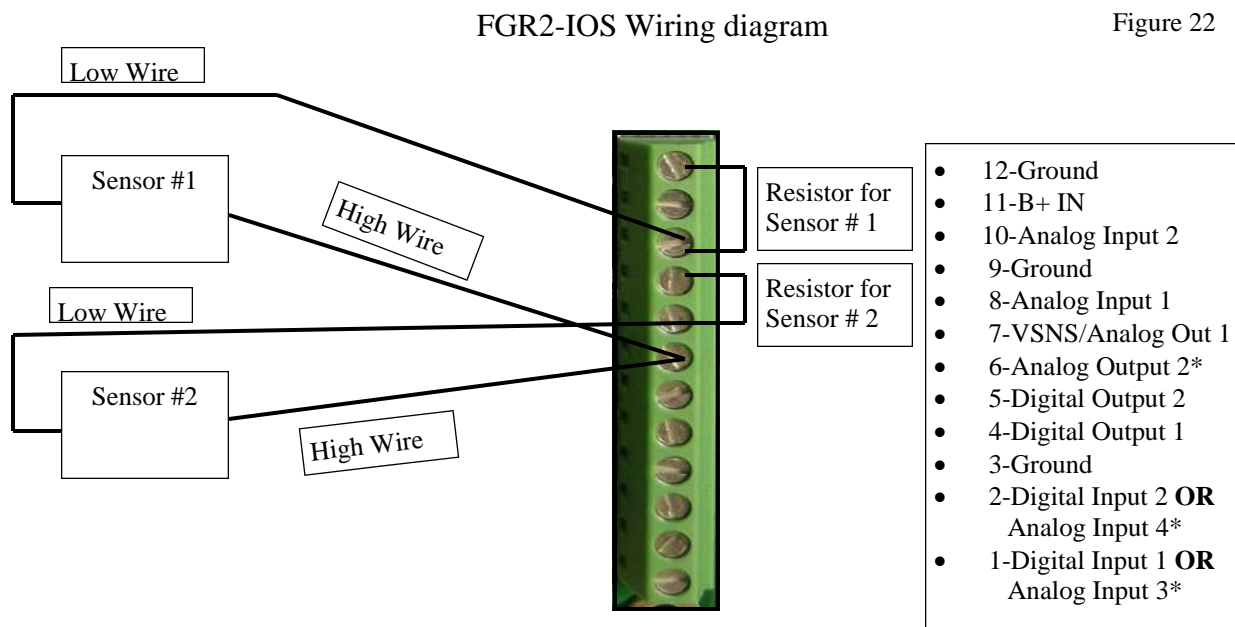 FGR2-IOS Wiring diagram
Figure 22
Low Wire
Sensor #1
High Wire
Low Wire
Sensor #2
High Wire
Resistor for
Sensor # 1
Resistor for
Sensor # 2
• 12-Ground
• 11-B+ IN
• 10-Analog Input 2
• 9-Ground
• 8-Analog Input 1
• 7-VSNS/Analog Out 1
• 6-Analog Output 2*
• 5-Digital Output 2
• 4-Digital Output 1
• 3-Ground
• 2-Digital Input 2 OR
Analog Input 4*
• 1-Digital Input 1 OR
Analog Input 3*